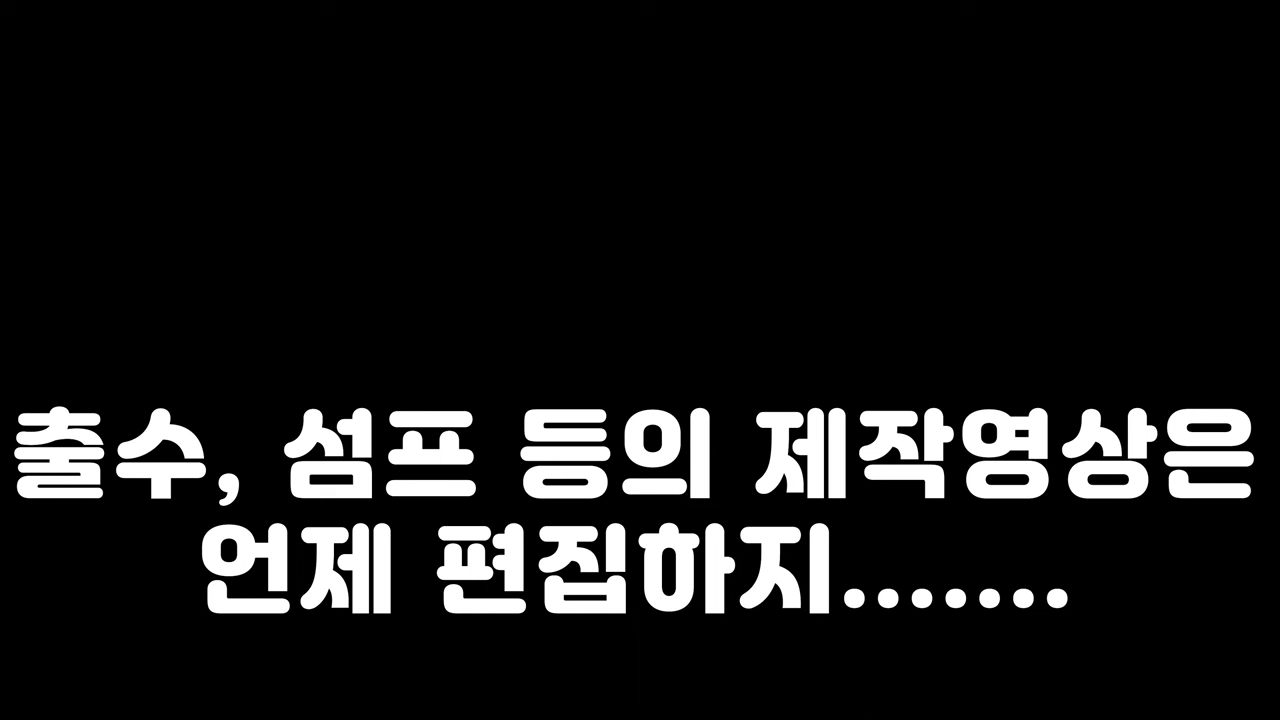 출수, 섬프 등의 제작영상은
언제 편집하지.......